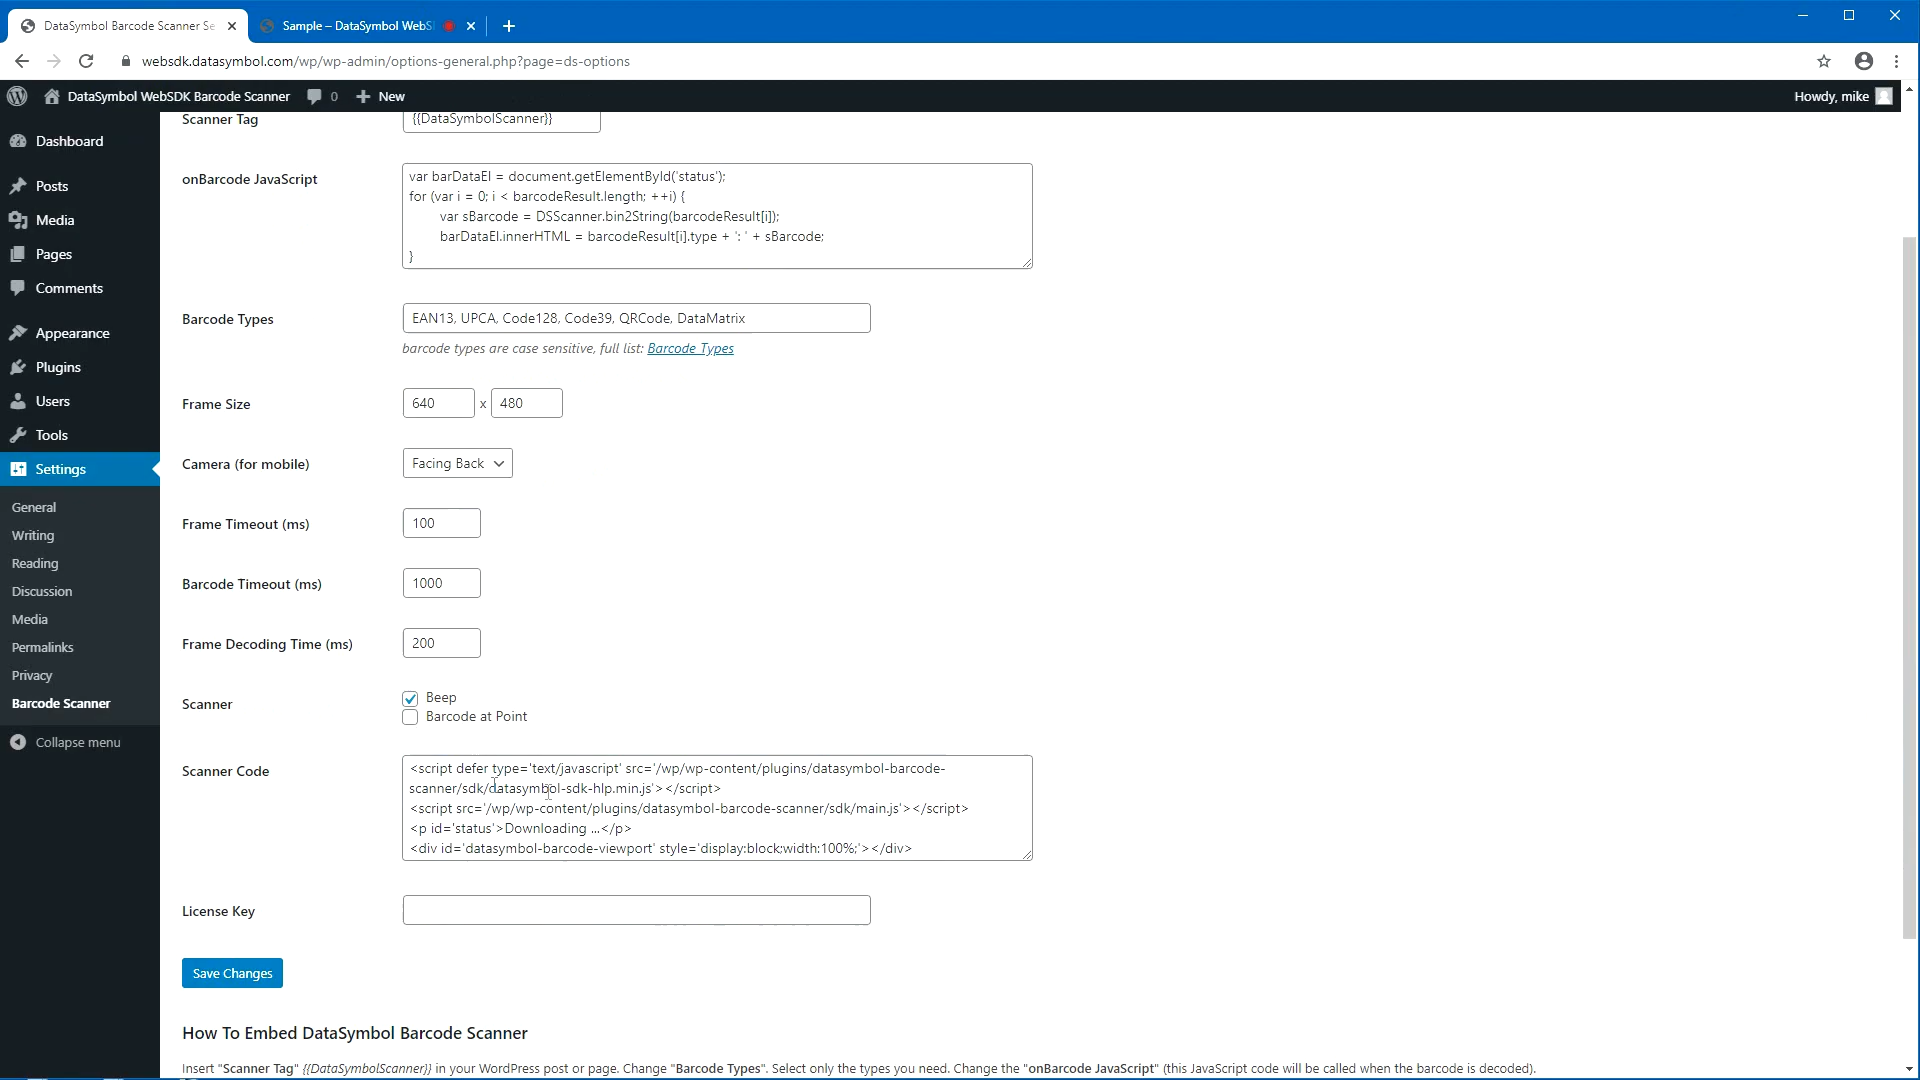 DataSymbol Barcode Scanner Se
Sample – DataSymbol WebS
websdk.datasymbol.com/wp/wp-admin/options-general.php?page=ds-options
DataSymbol WebSDK Barcode Scanner 0 New Howdy, mike
Dashboard
Posts
Media
Pages
Comments
Appearance
Plugins
Users
Tools
Settings
General
Writing
Reading
Discussion
Media
Permalinks
Privacy
Barcode Scanner
Collapse menu
Scanner Tag {{DataSymbolScanner}}
onBarcode JavaScript
var barDataEl = document.getElementById('status');
for (var i = 0; i < barcodeResult.length; ++i) {
var sBarcode = DSScanner.bin2String(barcodeResult[i]);
barDataEl.innerHTML = barcodeResult[i].type + ': ' + sBarcode;
}
Barcode Types EAN13, UPCA, Code128, Code39, QRCode, DataMatrix
barcode types are case sensitive, full list: Barcode Types
Frame Size 640 x 480
Camera (for mobile) Facing Back
Frame Timeout (ms) 100
Barcode Timeout (ms) 1000
Frame Decoding Time (ms) 200
Scanner
Beep
Barcode at Point
Scanner Code
<script defer type='text/javascript' src='/wp/wp-content/plugins/datasymbol-barcode-
scanner/sdk/datasymbol-sdk-hlp.min.js'></script>
<script src='/wp/wp-content/plugins/datasymbol-barcode-scanner/sdk/main.js'></script>
<p id='status'>Downloading ...</p>
<div id='datasymbol-barcode-viewport' style='display:block;width:100%;'></div>
License Key
Save Changes
How To Embed DataSymbol Barcode Scanner
Insert "Scanner Tag" {{DataSymbolScanner}} in your WordPress post or page. Change "Barcode Types". Select only the types you need. Change the "onBarcode JavaScript" (this JavaScript code will be called when the barcode is decoded).